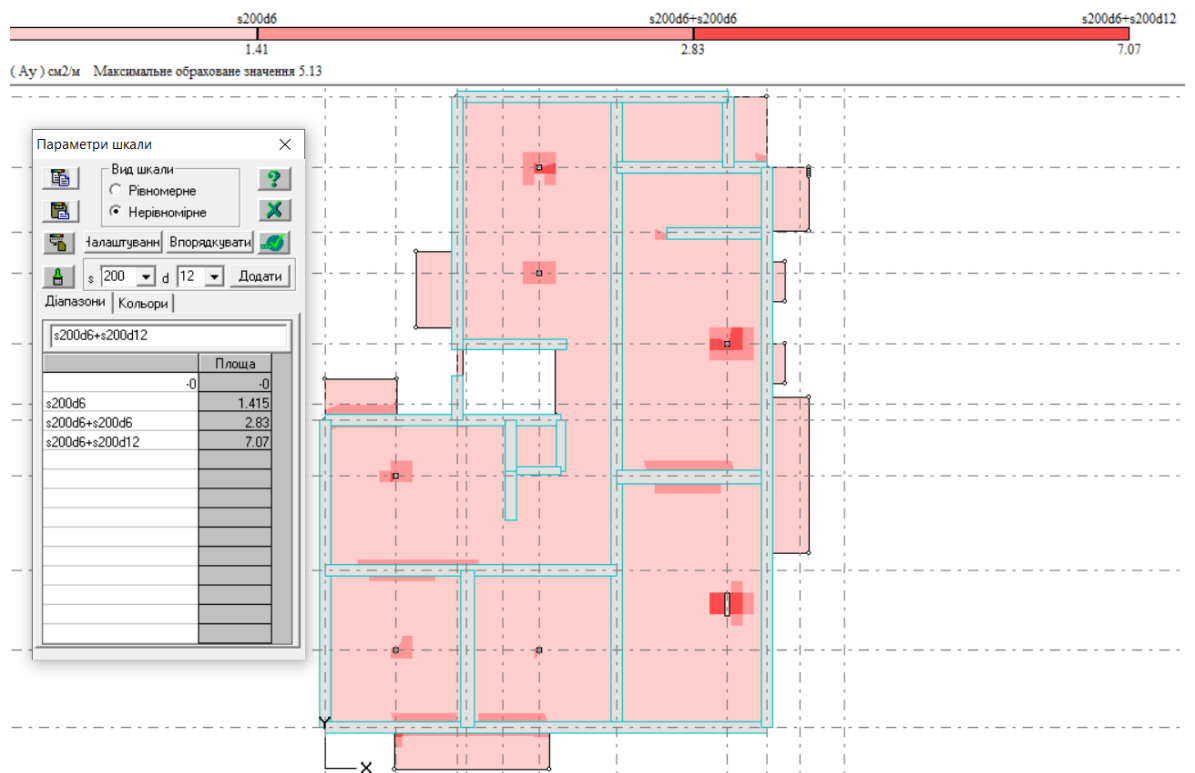 s200d6 s200d6+s200d6 s200d6+s200d12
1.41 2.83 7.07
( Ay ) см2/м Максимальне обраховане значення 5.13
Параметри шкали
Вид шкали
Рівномерне
Нерівномірне
Налаштуванн Впорядкувати
s 200 d 12 Додати
Діапазони Кольори
s200d6+s200d12
Площа
-0 -0
s200d6 1.415
s200d6+s200d6 2.83
s200d6+s200d12 7.07
Y
X